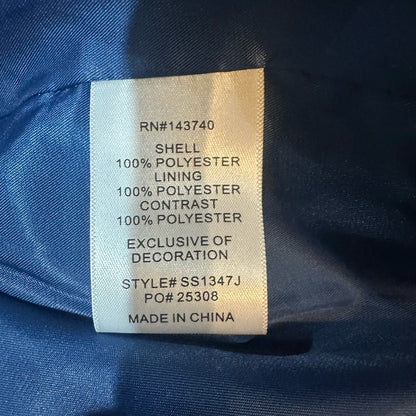 RN#143740
SHELL
100% POLYESTER
LINING
100% POLYESTER
CONTRAST
100% POLYESTER
EXCLUSIVE OF
DECORATION
STYLE# SS1347J
PO# 25308
MADE IN CHINA